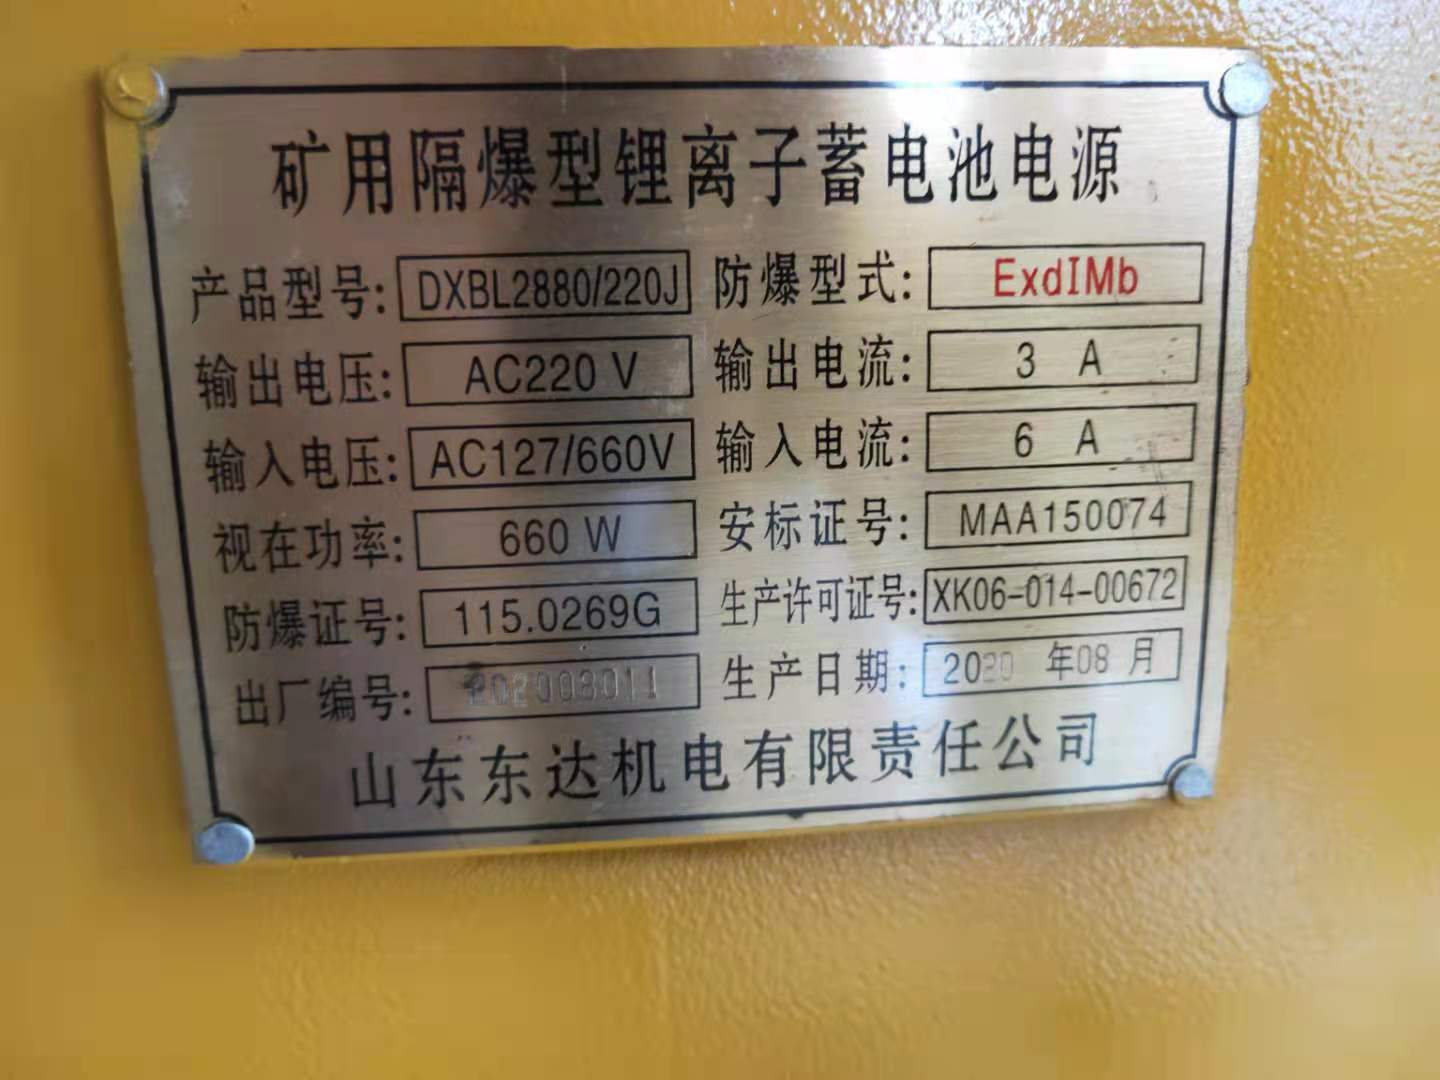 矿用隔爆型锂离子蓄电池电源
产品型号: DXBL2880/220J 防爆型式: ExdIMb
输出电压: AC220 V 输出电流: 3 A
输入电压: AC127/660V 输入电流: 6 A
视在功率: 660 W 安标证号: MAA150074
防爆证号: 115.0269G 生产许可证号: XK06-014-00672
出厂编号: 202008011 生产日期: 2020 年08 月
山东东达机电有限责任公司